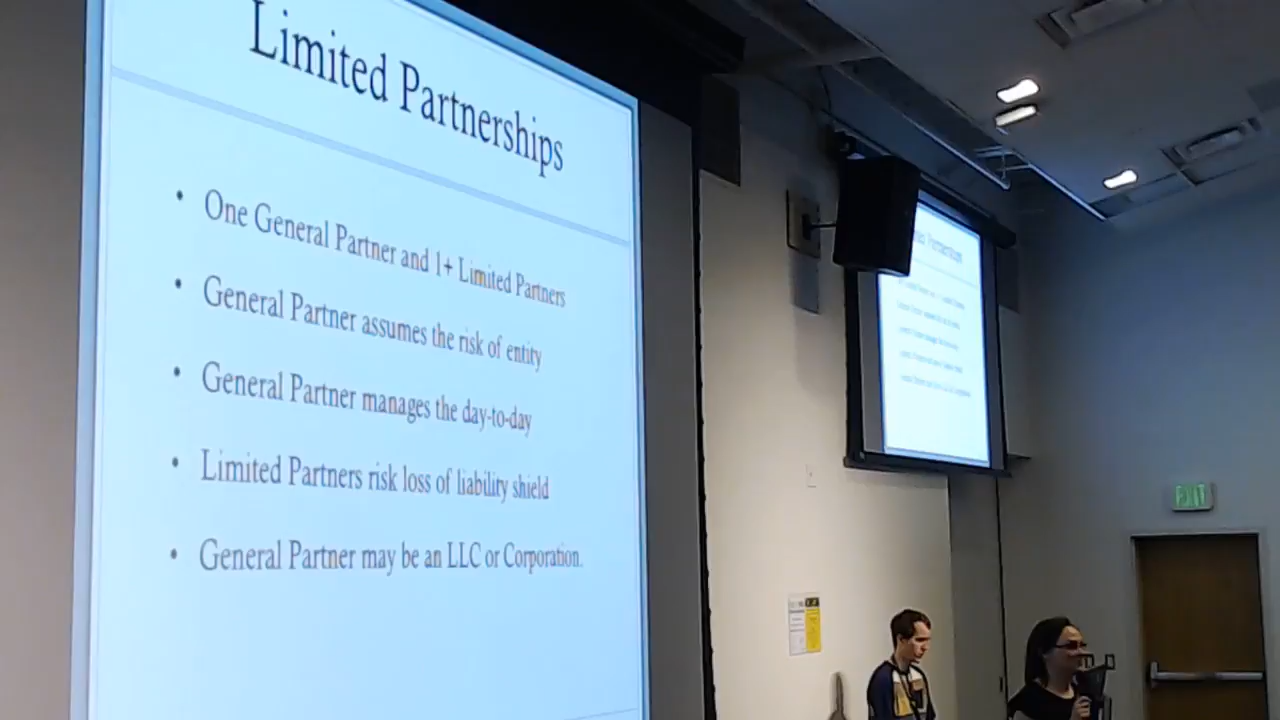 Limited Partnerships
• One General Partner and 1+ Limited Partners
• General Partner assumes the risk of entity
• General Partner manages the day-to-day
• Limited Partners risk loss of liability shield
• General Partner may be an LLC or Corporation.
EXIT